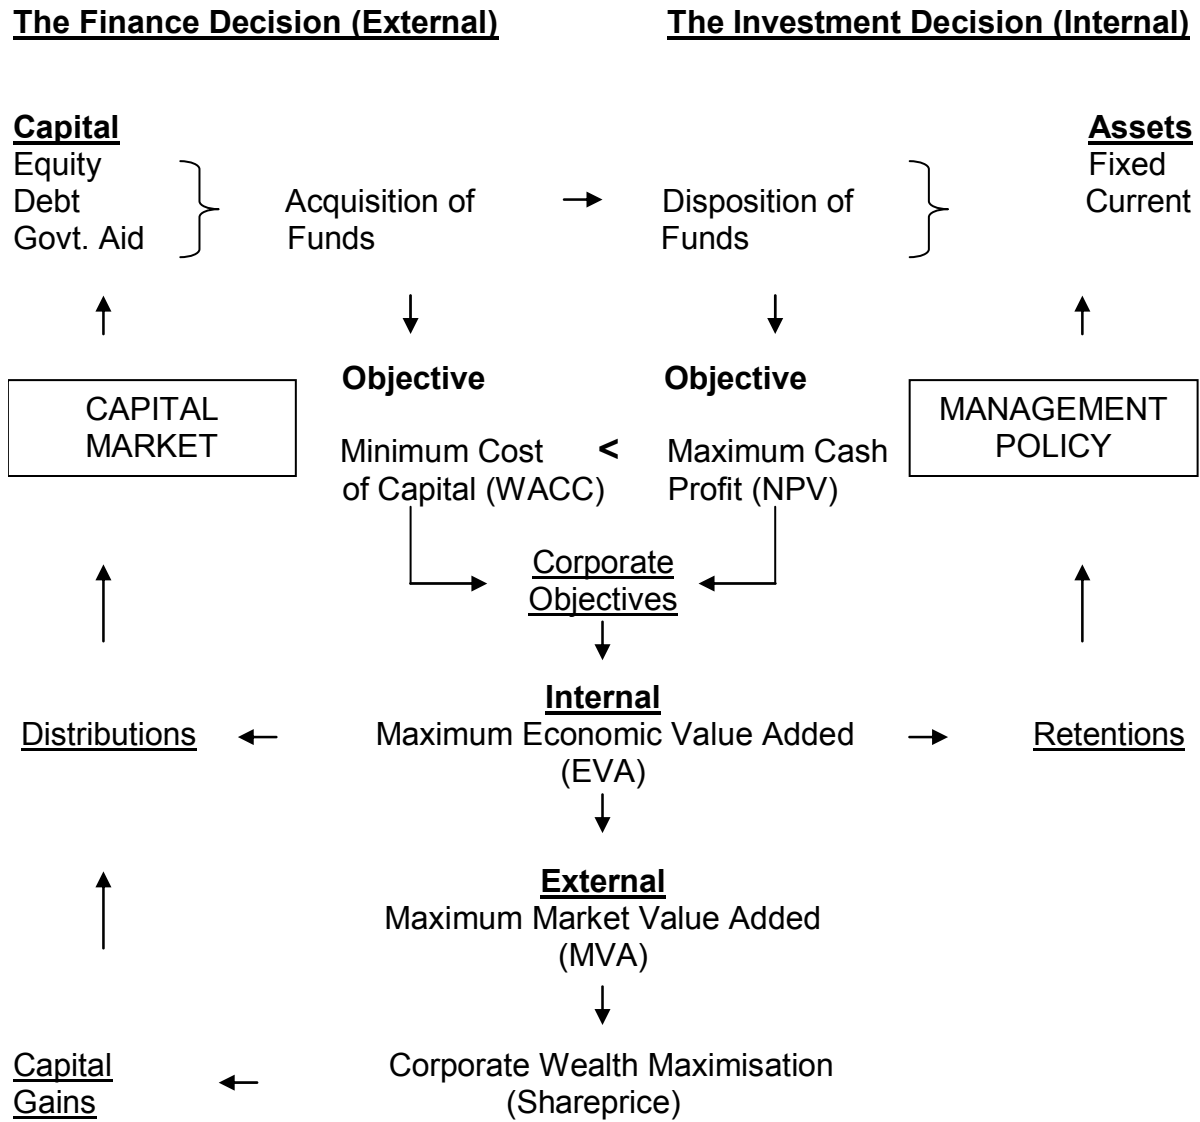 The Finance Decision (External)
The Investment Decision (Internal)
Capital
Equity
Debt
Govt. Aid
Acquisition of
Funds
Disposition of
Funds
Assets
Fixed
Current
CAPITAL
MARKET
Objective
Minimum Cost
of Capital (WACC)
<
Objective
Maximum Cash
Profit (NPV)
MANAGEMENT
POLICY
Corporate
Objectives
Internal
Distributions
Maximum Economic Value Added
(EVA)
Retentions
External
Maximum Market Value Added
(MVA)
Capital
Gains
Corporate Wealth Maximisation
(Shareprice)